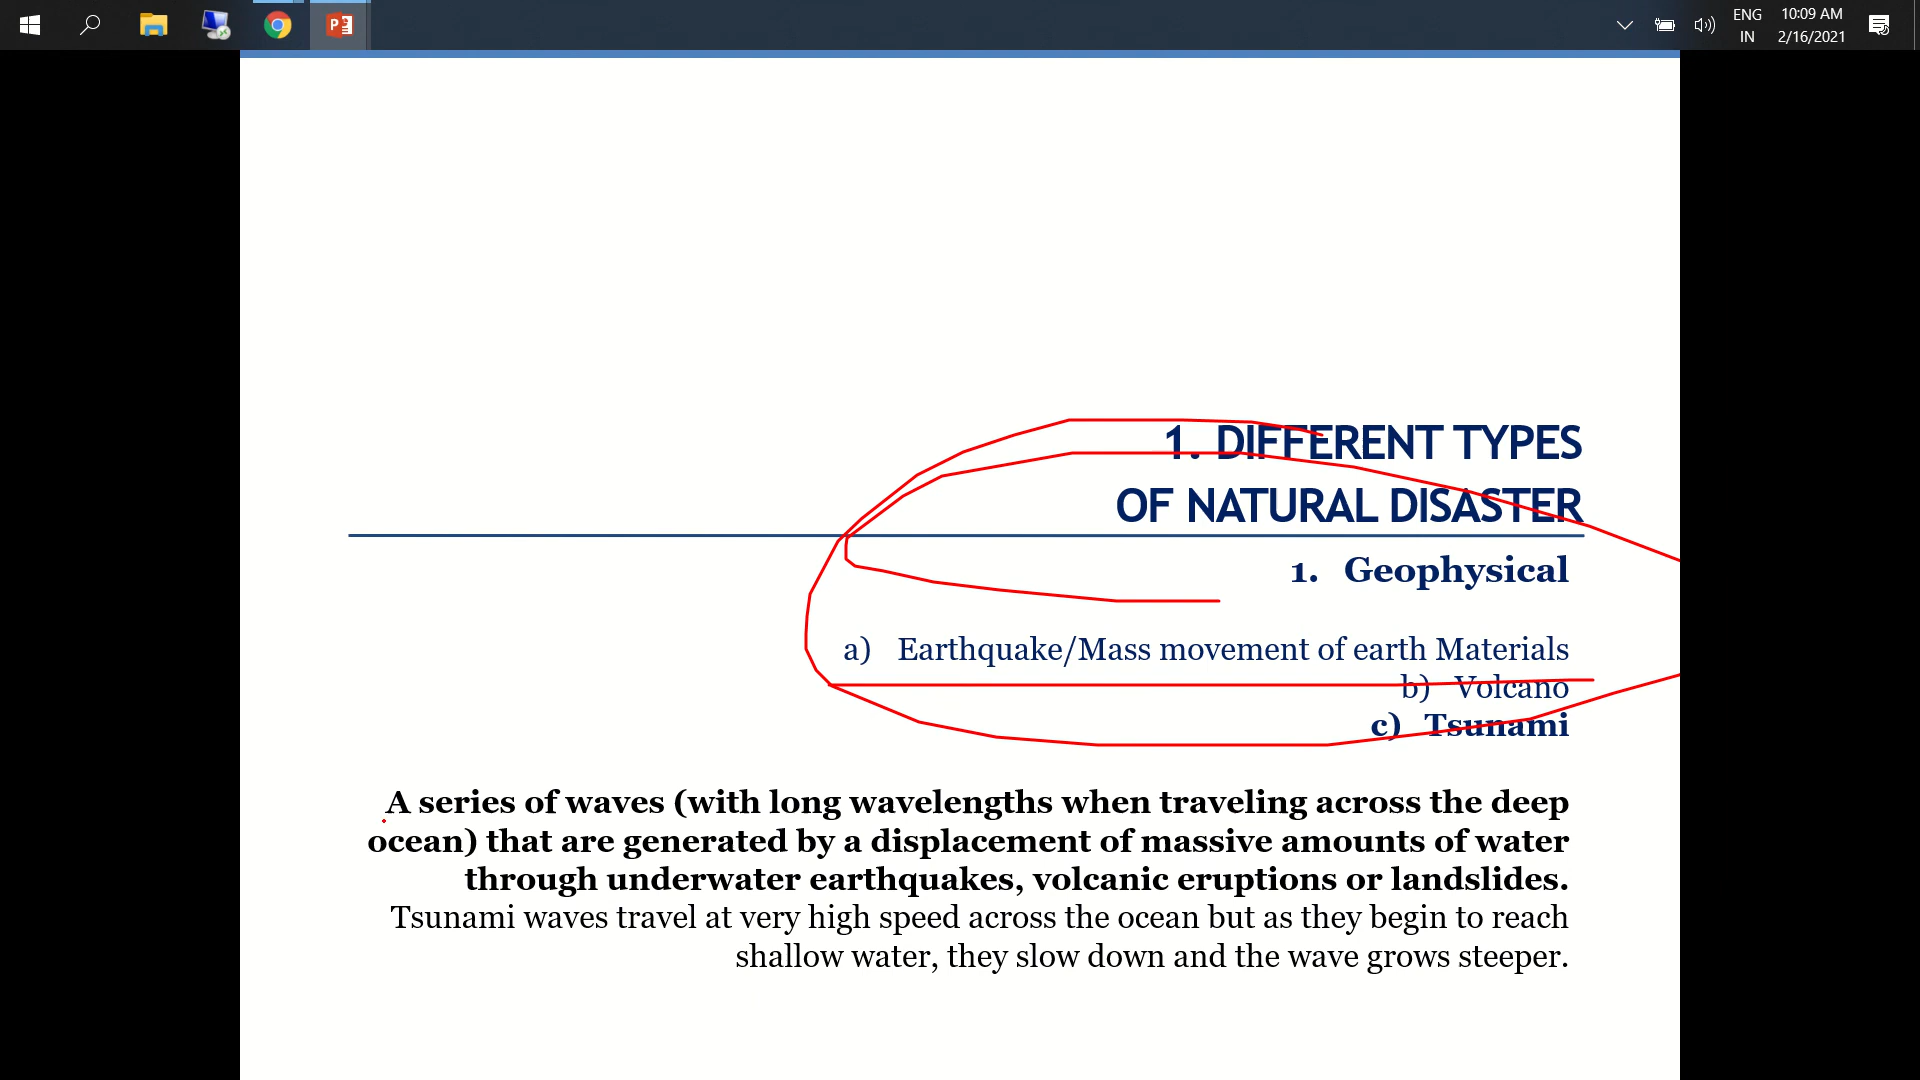 ENG
IN
10:09 AM
2/16/2021
1. DIFFERENT TYPES
OF NATURAL DISASTER
1. Geophysical
a) Earthquake/Mass movement of earth Materials
b) Volcano
c) Tsunami
A series of waves (with long wavelengths when traveling across the deep
ocean) that are generated by a displacement of massive amounts of water
through underwater earthquakes, volcanic eruptions or landslides.
Tsunami waves travel at very high speed across the ocean but as they begin to reach
shallow water, they slow down and the wave grows steeper.